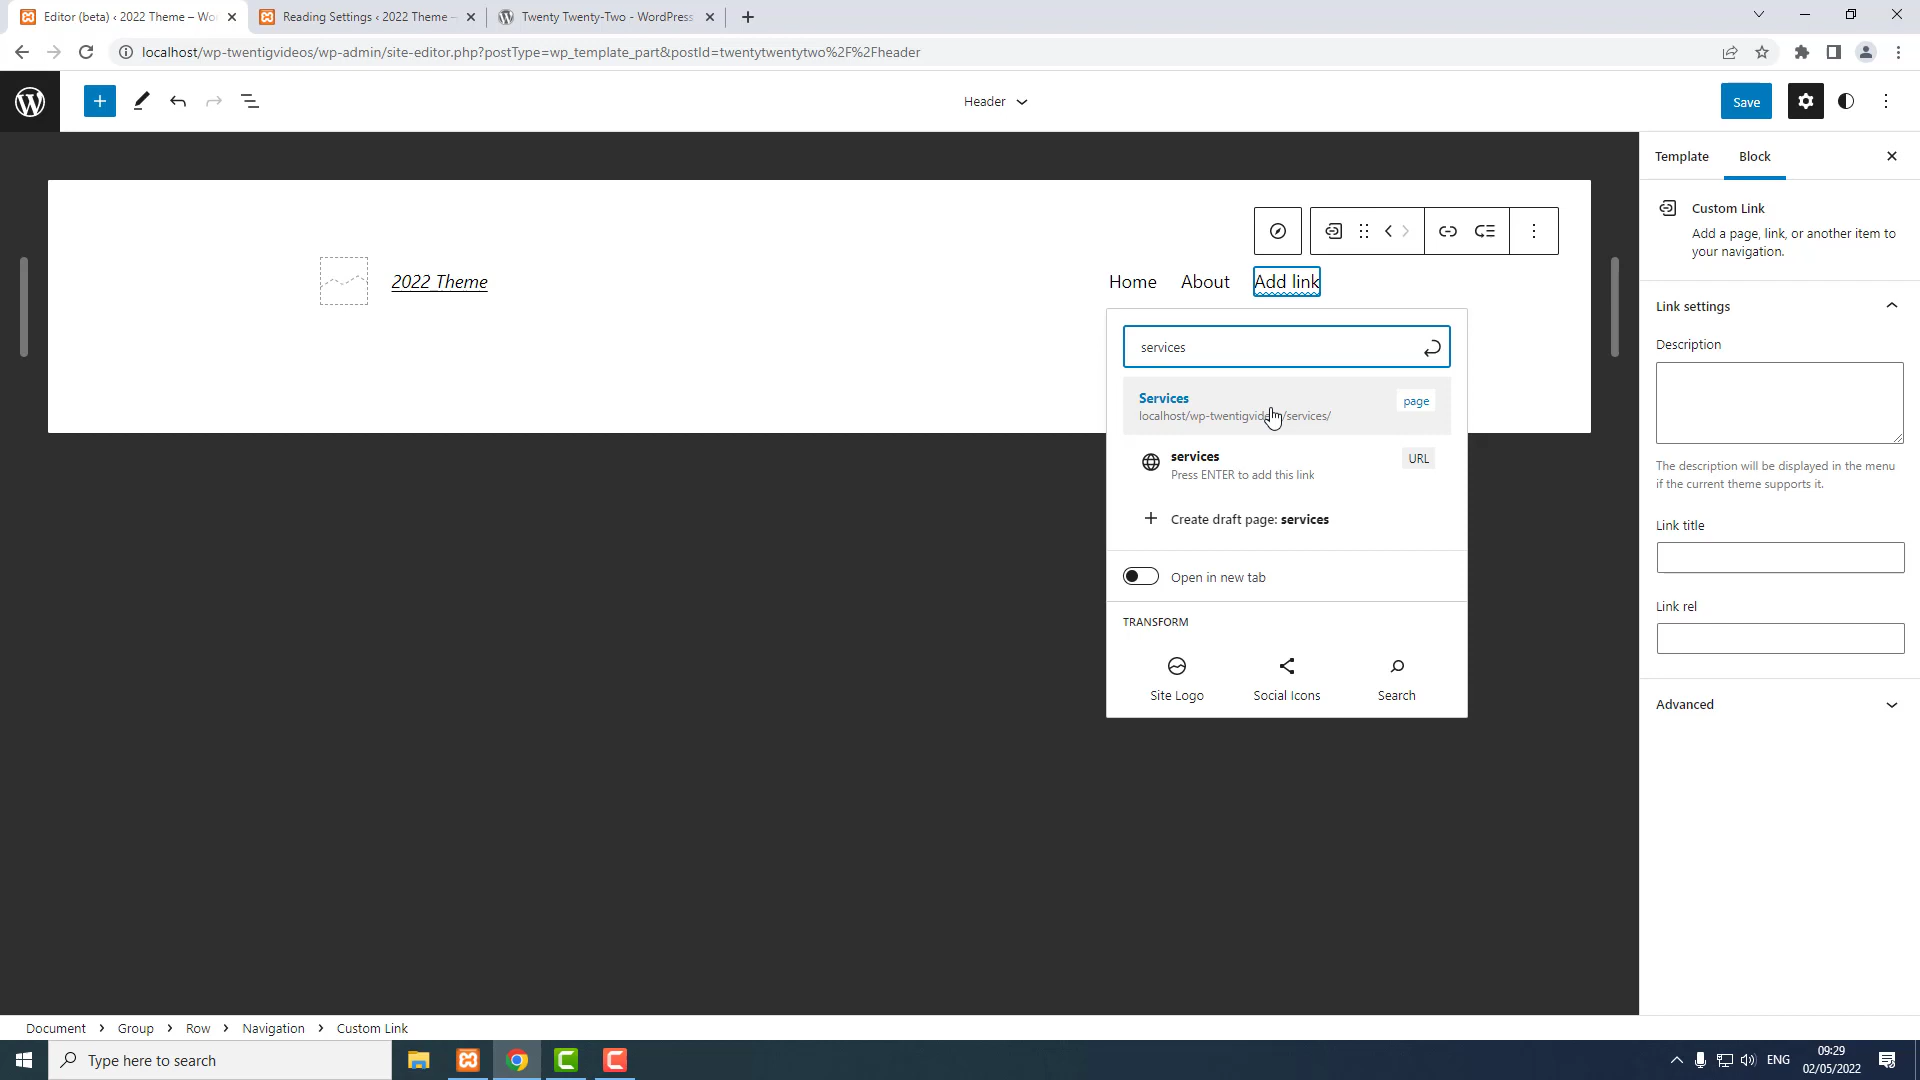 Editor (beta) ‹ 2022 Theme — Wo
Reading Settings ‹ 2022 Theme —
Twenty Twenty-Two - WordPress
localhost/wp-twentigvideos/wp-admin/site-editor.php?postType=wp_template_part&postId=twentytwentytwo%2F%2Fheader
Header
Save
Template
Block
Custom Link
Add a page, link, or another item to
your navigation.
2022 Theme
Home
About
Add link
services
Services
page
localhost/wp-twentigvide /services/
services
URL
Press ENTER to add this link
Create draft page: services
Open in new tab
TRANSFORM
Site Logo
Social Icons
Search
Link settings
Description
The description will be displayed in the menu
if the current theme supports it.
Link title
Link rel
Advanced
Document
Group
Row
Navigation
Custom Link
Type here to search
ENG
09:29
02/05/2022